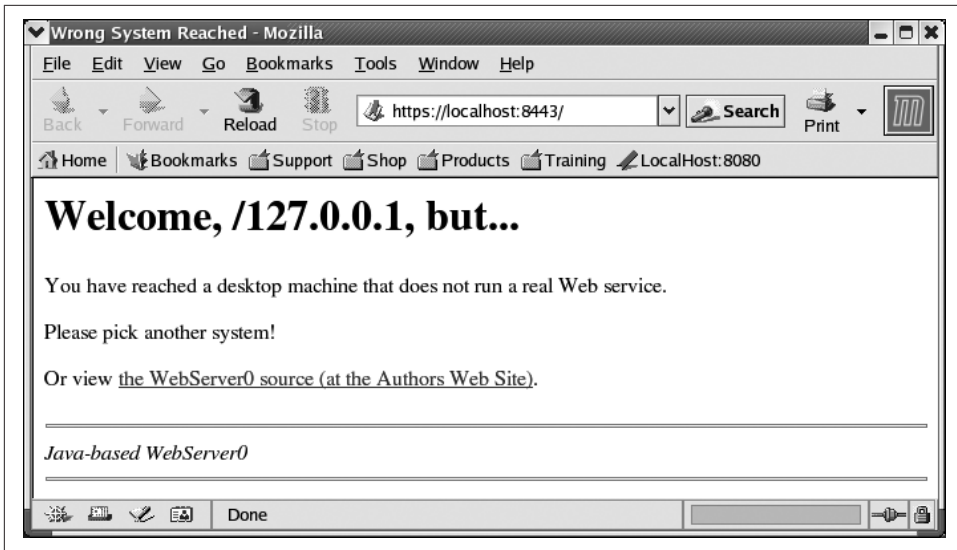 Wrong System Reached - Mozilla
File Edit View Go Bookmarks Tools Window Help
Back Forward Reload Stop https://localhost:8443/ Search Print
Home Bookmarks Support Shop Products Training LocalHost:8080
Welcome, /127.0.0.1, but...
You have reached a desktop machine that does not run a real Web service.
Please pick another system!
Or view the WebServer0 source (at the Authors Web Site).
Java-based WebServer0
Done